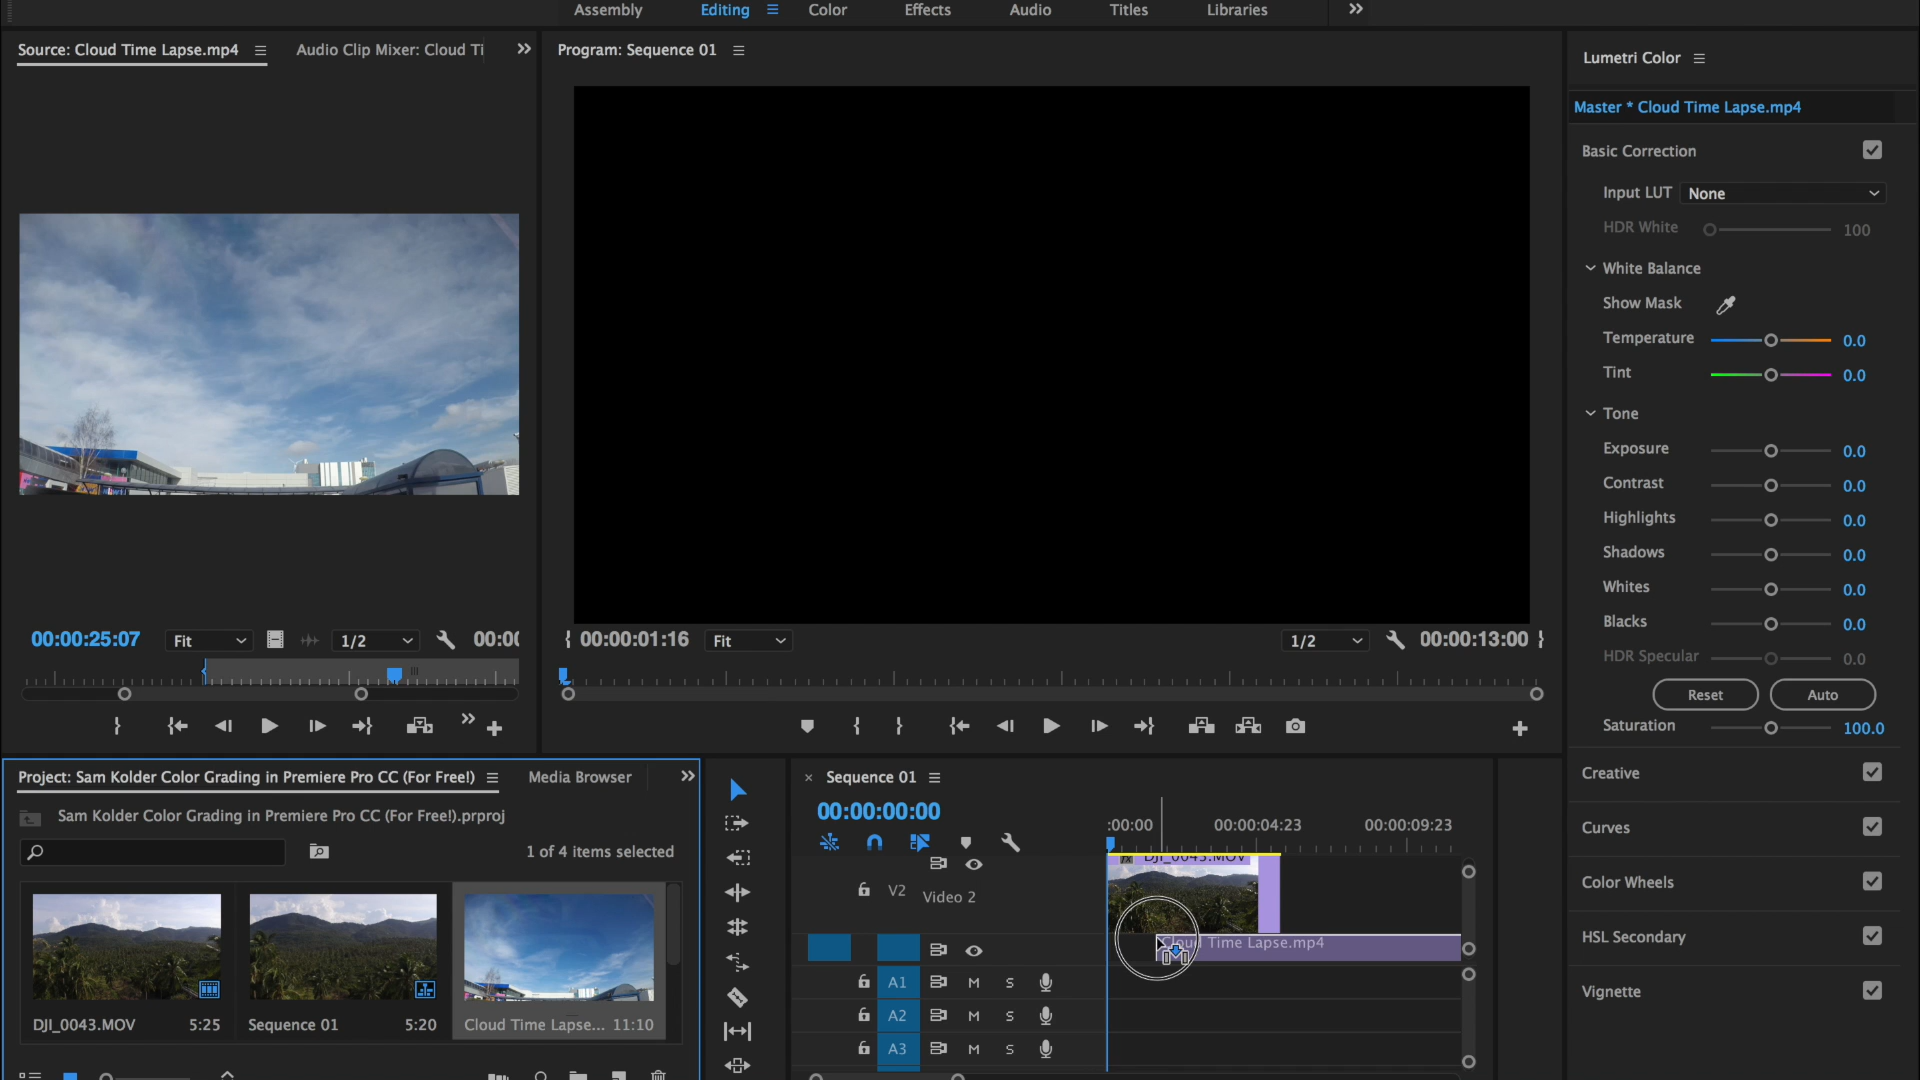 Assembly
Editing
Color
Effects
Audio
Titles
Libraries
Source: Cloud Time Lapse.mp4
Audio Clip Mixer: Cloud Ti
Program: Sequence 01
Lumetri Color
Master * Cloud Time Lapse.mp4
Basic Correction
Input LUT
None
HDR White
100
White Balance
Show Mask
Temperature
0.0
Tint
0.0
Tone
Exposure
0.0
Contrast
0.0
Highlights
0.0
Shadows
0.0
Whites
0.0
Blacks
0.0
HDR Specular
0.0
Reset
Auto
Saturation
100.0
Creative
Curves
Color Wheels
HSL Secondary
Vignette
00:00:25:07
Fit
1/2
00:0(
00:00:01:16
Fit
1/2
00:00:13:00
Project: Sam Kolder Color Grading in Premiere Pro CC (For Free!)
Media Browser
Sam Kolder Color Grading in Premiere Pro CC (For Free!).prproj
1 of 4 items selected
DJI_0043.MOV
5:25
Sequence 01
5:20
Cloud Time Lapse...
11:10
Sequence 01
00:00:00:00
:00:00
00:00:04:23
00:00:09:23
fx
DJI_0043.MOV
V2
Video 2
Cloud Time Lapse.mp4
A1
M
S
A2
M
S
A3
M
S